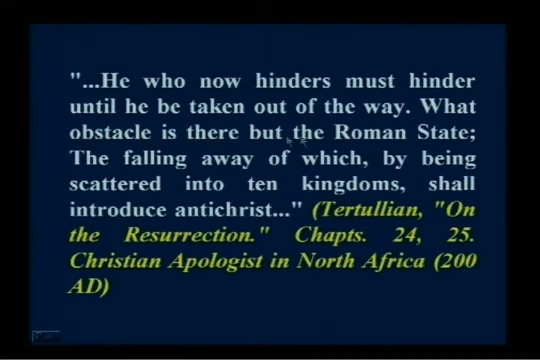 "...He who now hinders must hinder
until he be taken out of the way. What
obstacle is there but the Roman State;
The falling away of which, by being
scattered into ten kingdoms, shall
introduce antichrist..." (Tertullian, "On
the Resurrection." Chapts. 24, 25.
Christian Apologist in North Africa (200
AD)